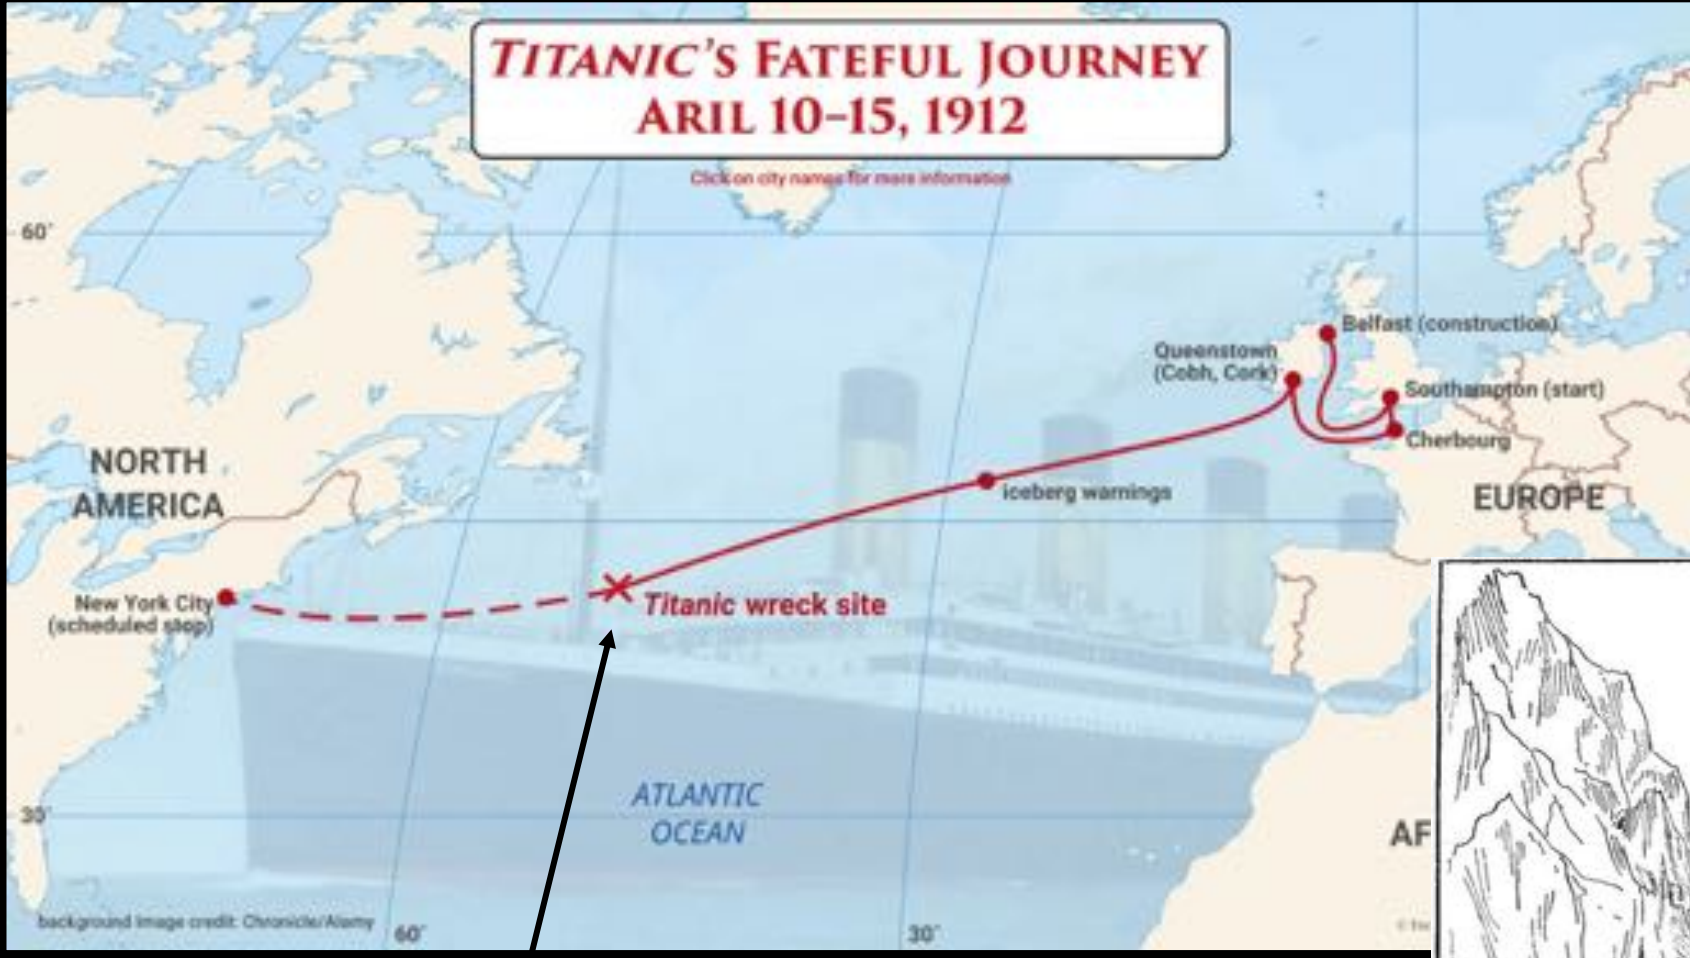 TITANIC'S FATEFUL JOURNEY
ARIL 10–15, 1912
Click on city names for more information
60°
Belfast (construction)
Queenstown
(Cobh, Cork)
Southampton (start)
Cherbourg
NORTH
AMERICA
iceberg warnings
EUROPE
New York City
(scheduled stop)
Titanic wreck site
ATLANTIC
OCEAN
30°
AF
background image credit: Chronicle/Alamy
60°
30°